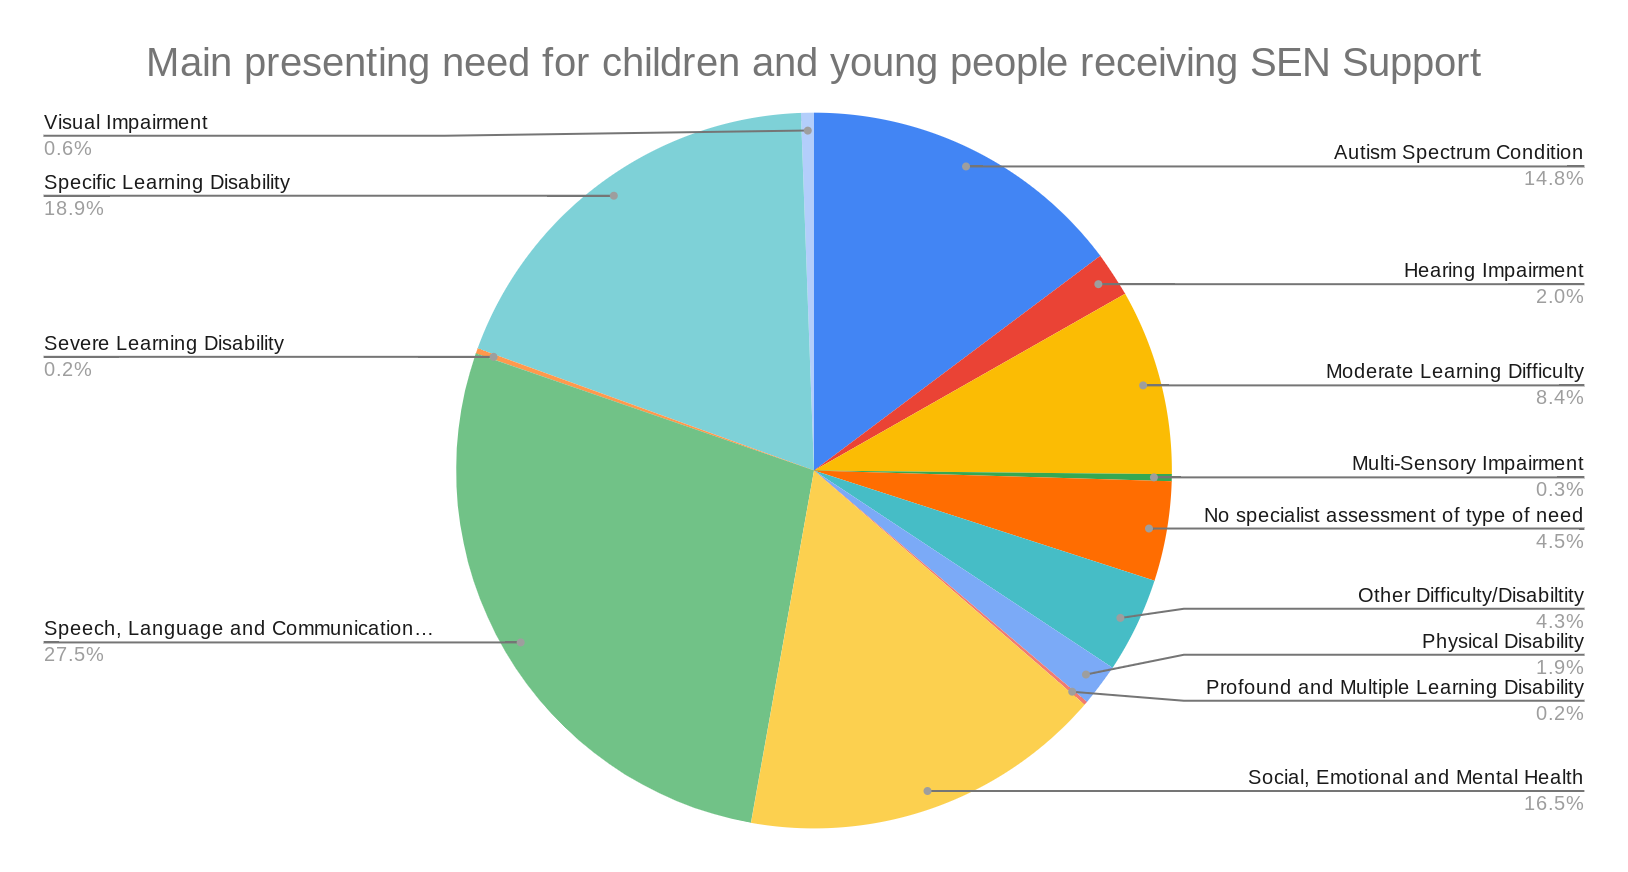 Main presenting need for children and young people receiving SEN Support
Visual Impairment
0.6%
Specific Learning Disability
18.9%
Severe Learning Disability
0.2%
Speech, Language and Communication…
27.5%
Autism Spectrum Condition
14.8%
Hearing Impairment
2.0%
Moderate Learning Difficulty
8.4%
Multi-Sensory Impairment
0.3%
No specialist assessment of type of need
4.5%
Other Difficulty/Disabiltity
4.3%
Physical Disability
1.9%
Profound and Multiple Learning Disability
0.2%
Social, Emotional and Mental Health
16.5%